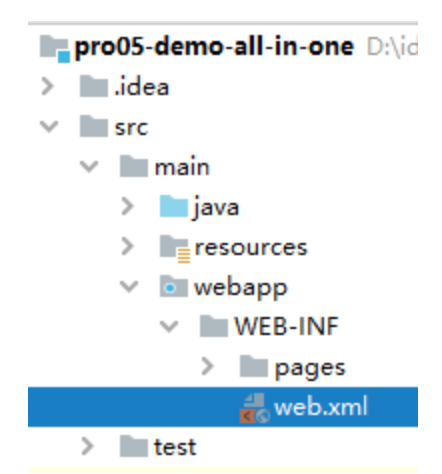 pro05-demo-all-in-one D:\id
.idea
src
main
java
resources
webapp
WEB-INF
pages
web.xml
test